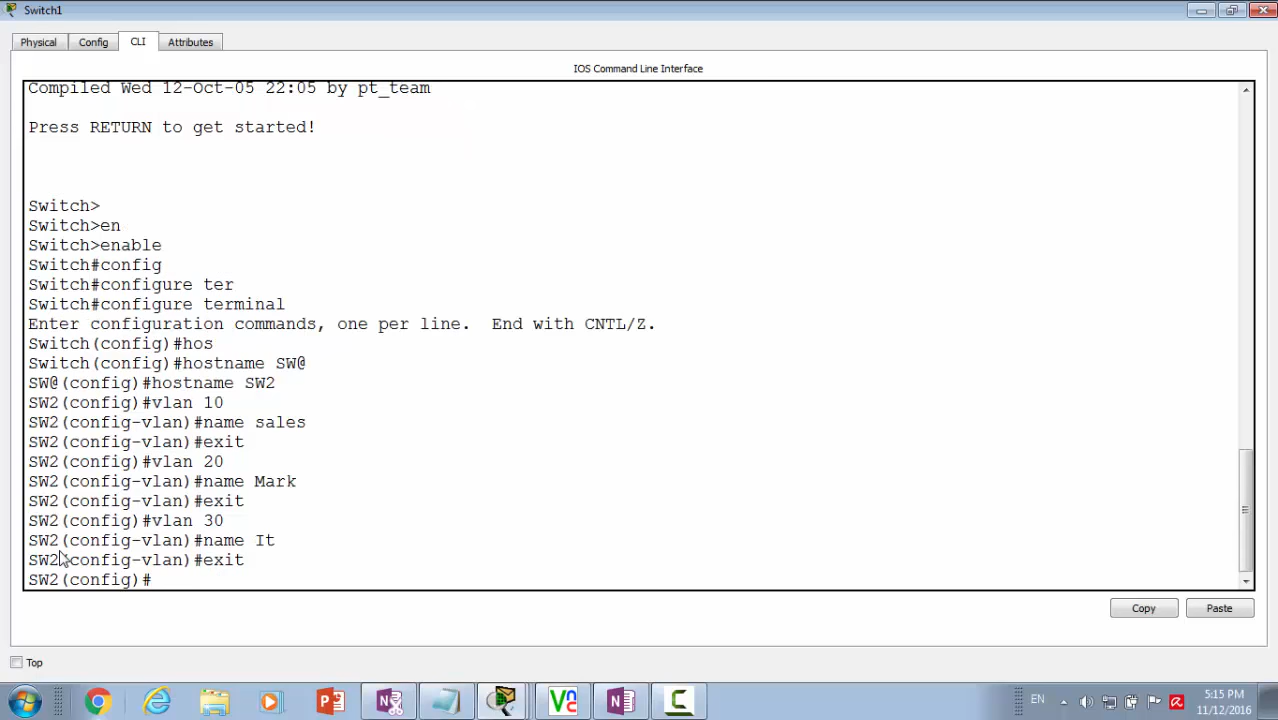 Switch1
Physical Config CLI Attributes
IOS Command Line Interface
Compiled Wed 12-Oct-05 22:05 by pt_team
Press RETURN to get started!
Switch>
Switch>en
Switch>enable
Switch#config
Switch#configure ter
Switch#configure terminal
Enter configuration commands, one per line.  End with CNTL/Z.
Switch(config)#hos
Switch(config)#hostname SW@
SW@(config)#hostname SW2
SW2(config)#vlan 10
SW2(config-vlan)#name sales
SW2(config-vlan)#exit
SW2(config)#vlan 20
SW2(config-vlan)#name Mark
SW2(config-vlan)#exit
SW2(config)#vlan 30
SW2(config-vlan)#name It
SW2(config-vlan)#exit
SW2(config)#
Copy Paste
Top
EN 5:15 PM
11/12/2016